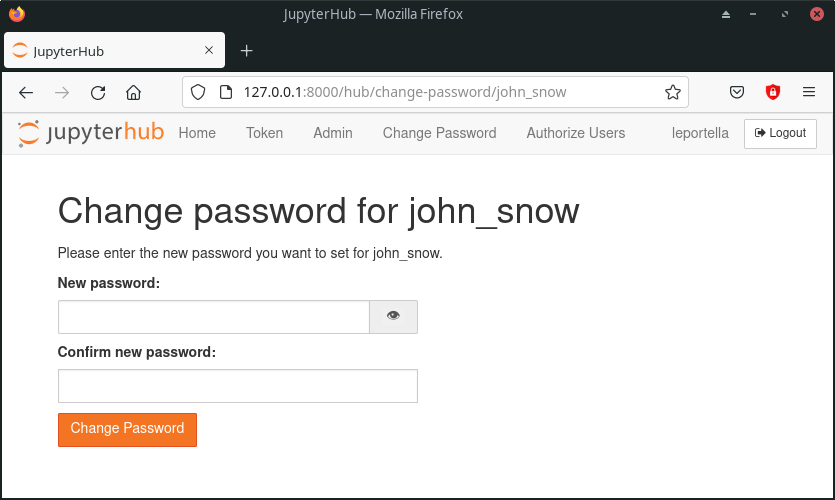 JupyterHub — Mozilla Firefox
JupyterHub
127.0.0.1:8000/hub/change-password/john_snow
jupyterhub Home Token Admin Change Password Authorize Users leportella Logout
Change password for john_snow
Please enter the new password you want to set for john_snow.
New password:
Confirm new password:
Change Password